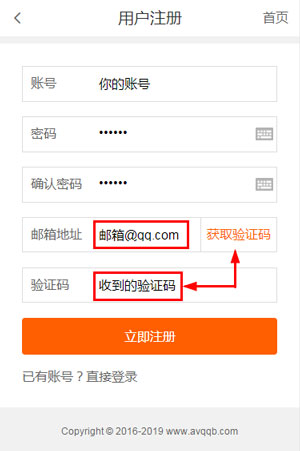 用户注册 首页
账号 你的账号
密码 ••••••
确认密码 ••••••
邮箱地址 邮箱@qq.com 获取验证码
验证码 收到的验证码
立即注册
已有账号？直接登录
Copyright © 2016-2019 www.avqqb.com